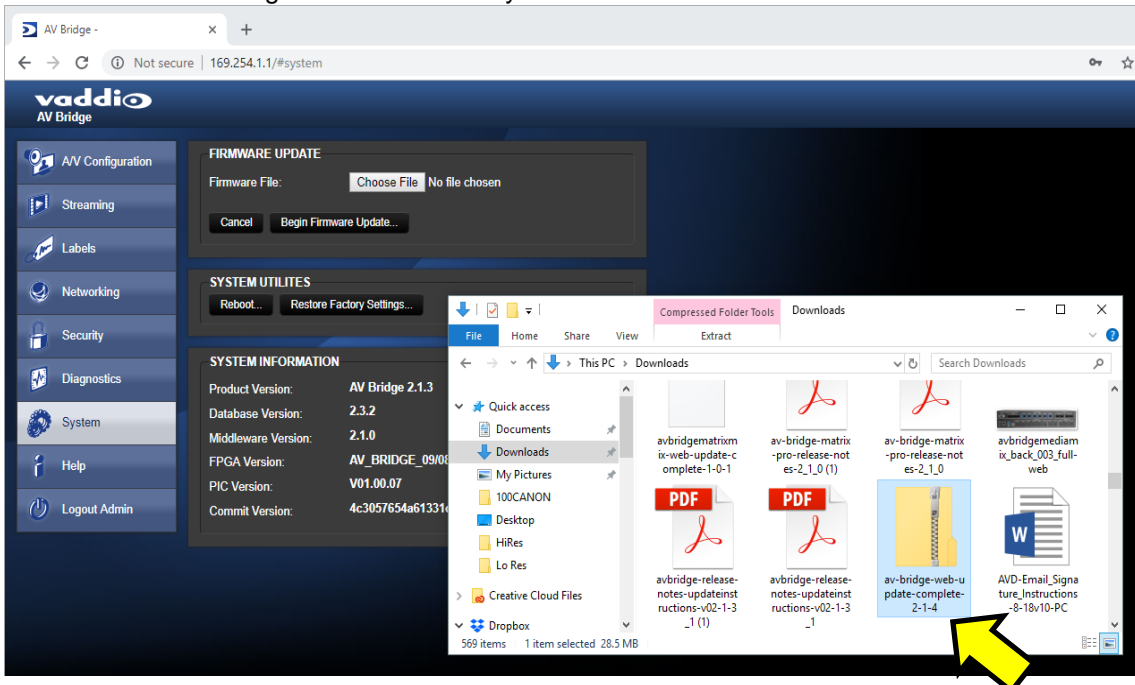 AV Bridge -
Not secure | 169.254.1.1/#system
vaddio
AV Bridge
A/V Configuration
Streaming
Labels
Networking
Security
Diagnostics
System
Help
Logout Admin
FIRMWARE UPDATE
Firmware File: Choose File No file chosen
Cancel Begin Firmware Update...
SYSTEM UTILITES
Reboot... Restore Factory Settings...
SYSTEM INFORMATION
Product Version: AV Bridge 2.1.3
Database Version: 2.3.2
Middleware Version: 2.1.0
FPGA Version: AV_BRIDGE_09/08
PIC Version: V01.00.07
Commit Version: 4c3057654a61331
Compressed Folder Tools Downloads
File Home Share View Extract
This PC > Downloads
Search Downloads
Quick access
Documents
Downloads
My Pictures
100CANON
Desktop
HiRes
Lo Res
Creative Cloud Files
Dropbox
avbridgematrixm
ix-web-update-c
omplete-1-0-1
av-bridge-matrix
-pro-release-not
es-2_1_0 (1)
av-bridge-matrix
-pro-release-not
es-2_1_0
avbridgemediam
ix_back_003_full-
web
PDF
avbridge-release-
notes-updateinst
ructions-v02-1-3
_1 (1)
PDF
avbridge-release-
notes-updateinst
ructions-v02-1-3
_1
av-bridge-web-u
pdate-complete-
2-1-4
W
AVD-Email_Signa
ture_Instructions
-8-18v10-PC
569 items 1 item selected 28.5 MB